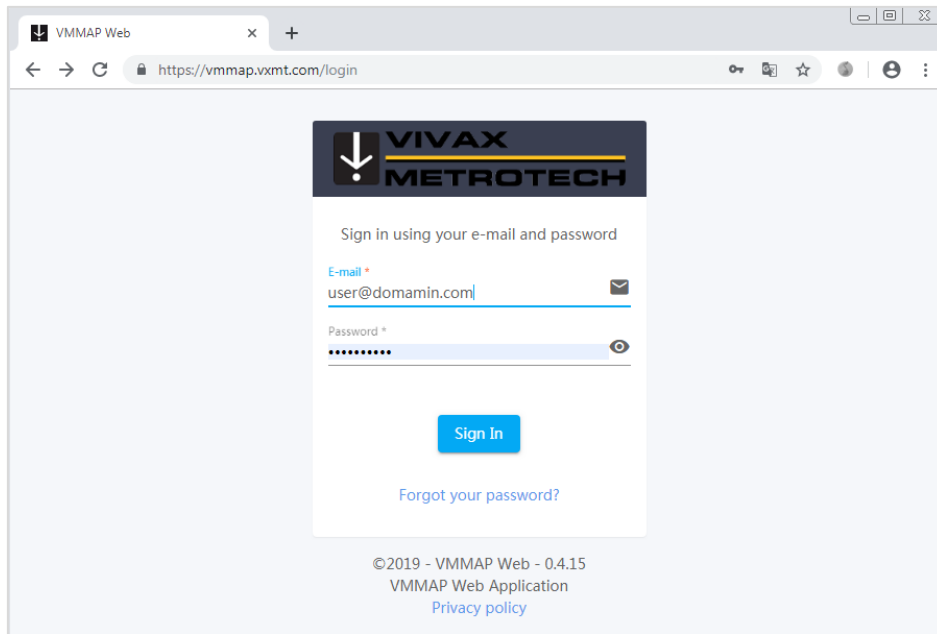 VMMAP Web
https://vmmap.vxmt.com/login
VIVAX
METROTECH
Sign in using your e-mail and password
E-mail *
user@domamin.com
Password *
••••••••••
Sign In
Forgot your password?
©2019 - VMMAP Web - 0.4.15
VMMAP Web Application
Privacy policy